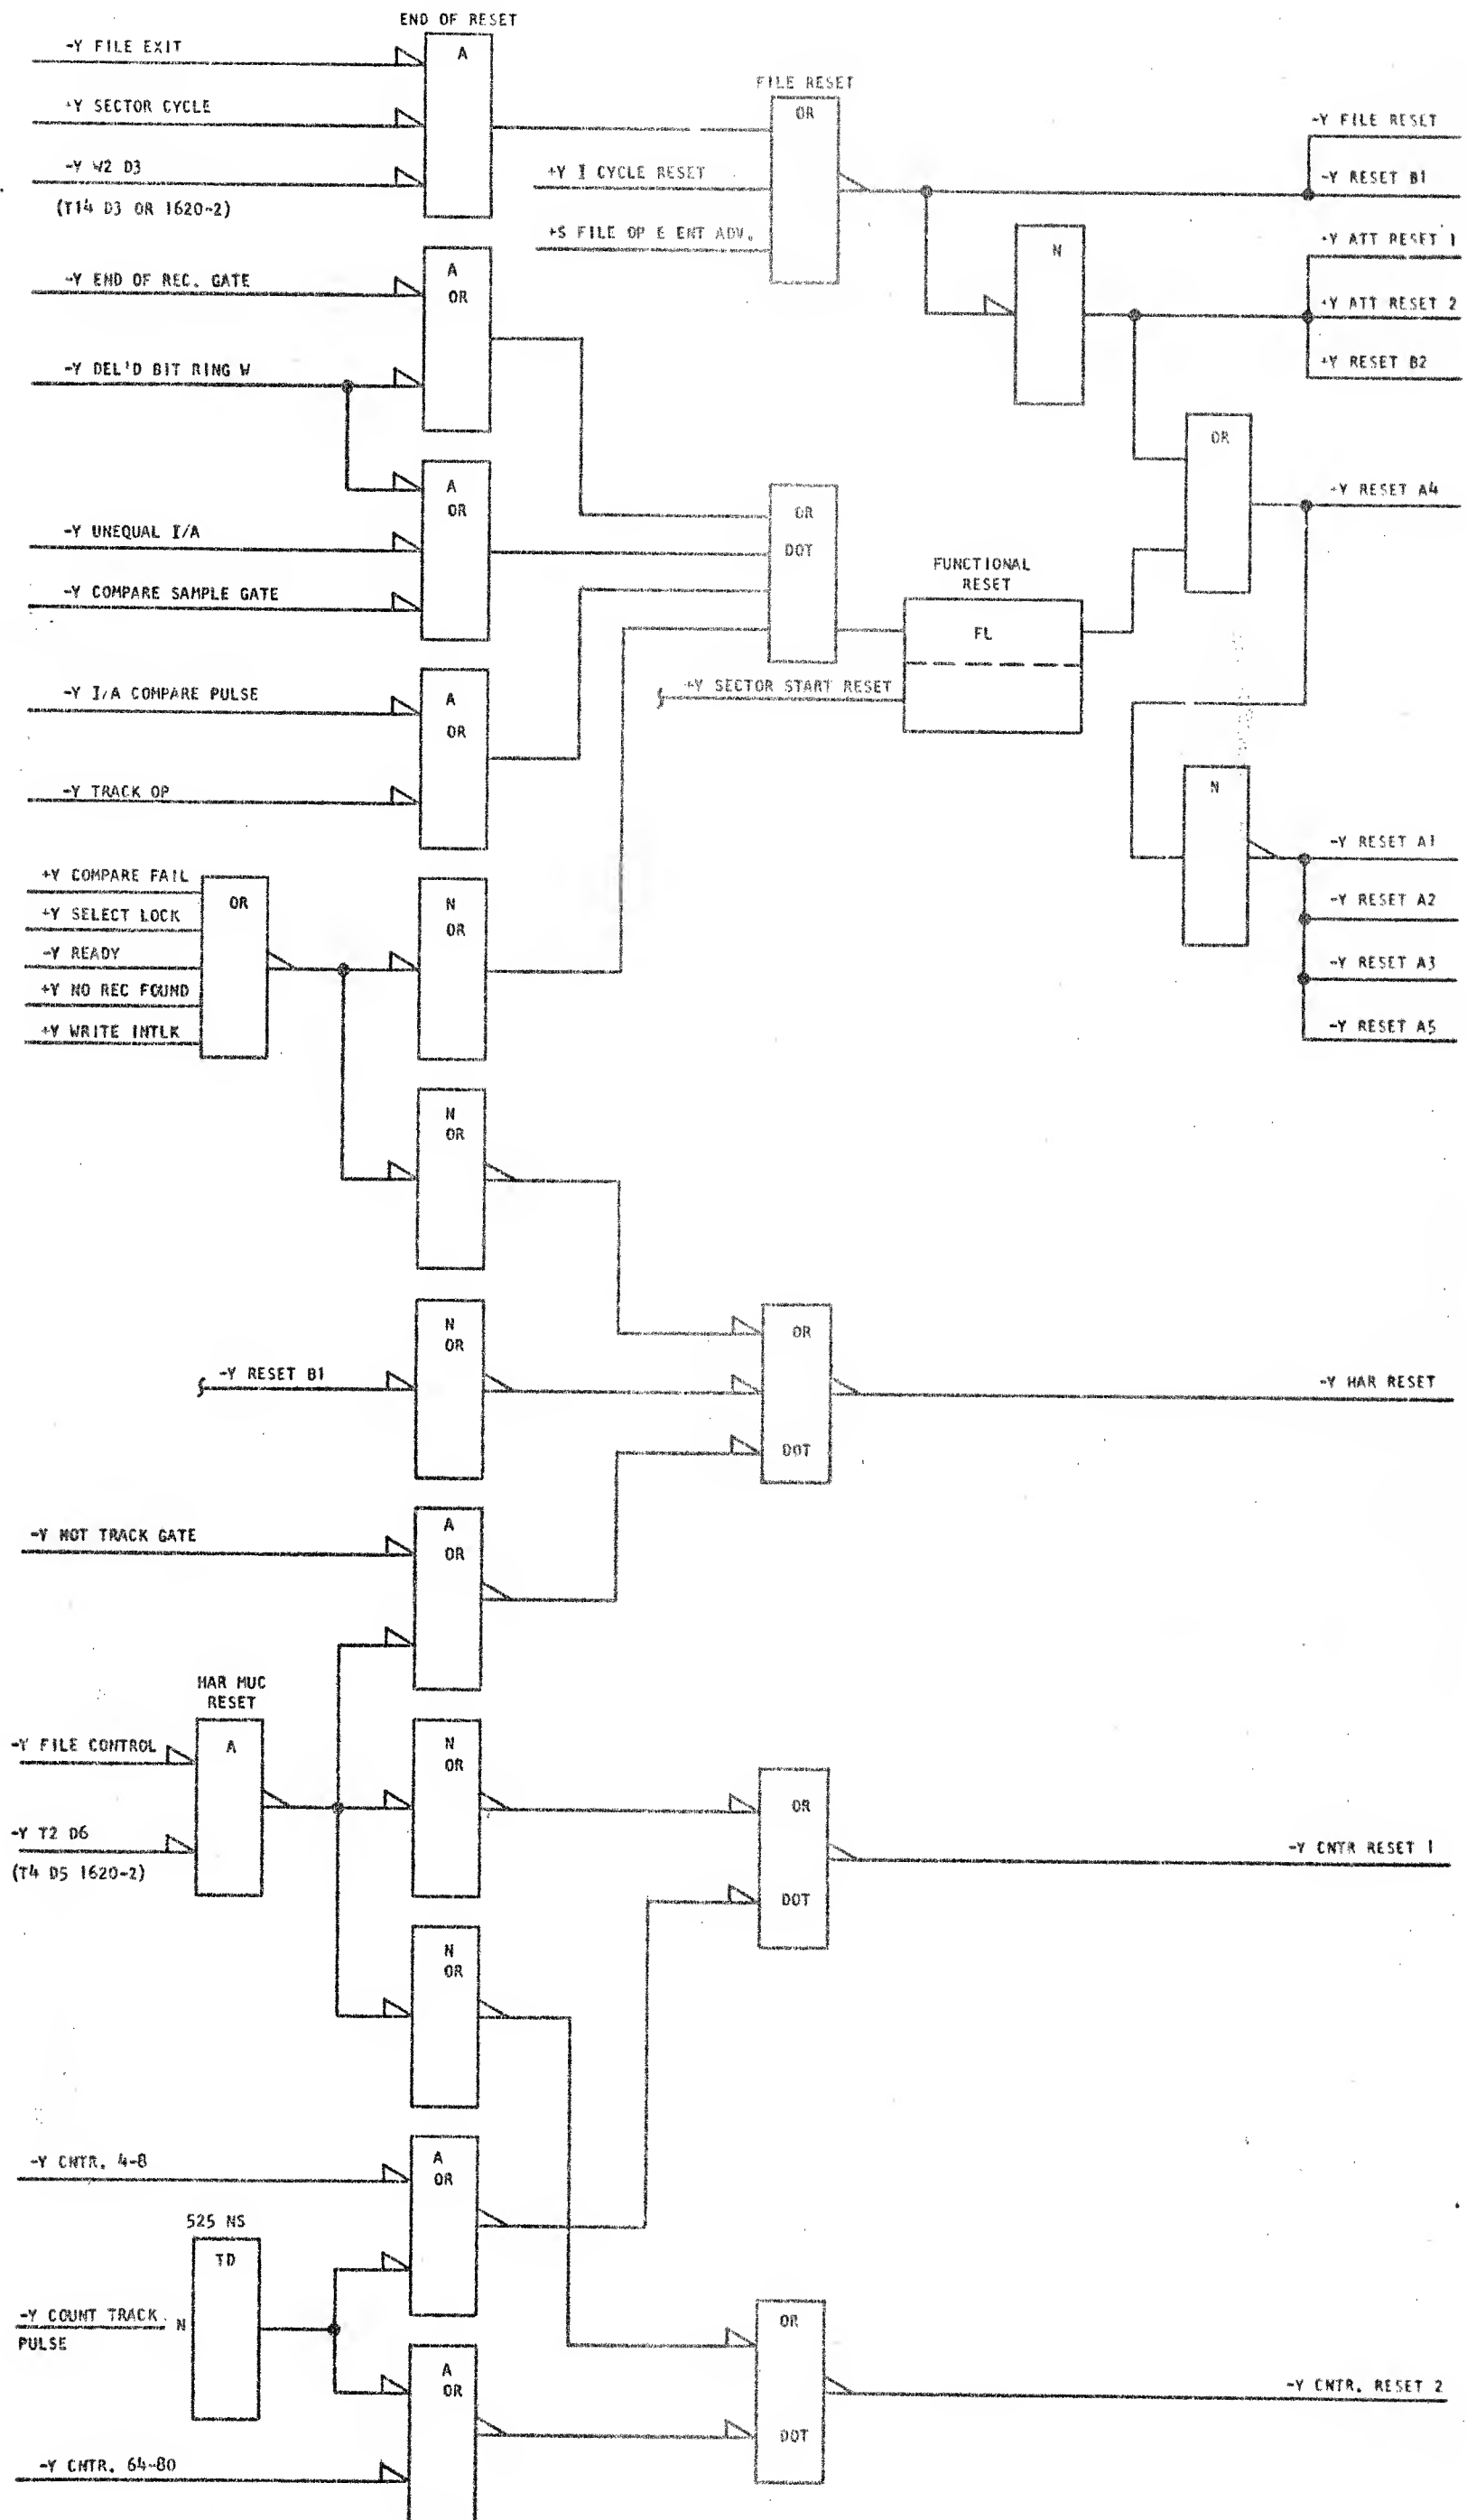 END OF RESET
-Y FILE EXIT
A
+Y SECTOR CYCLE
-Y W2 D3
(T14 D3 OR 1620-2)
FILE RESET
OR
+Y I CYCLE RESET
+S FILE OP E ENT ADV.
-Y FILE RESET
-Y RESET B1
+Y ATT RESET 1
+Y ATT RESET 2
+Y RESET B2
N
-Y END OF REC. GATE
A
OR
-Y DEL'D BIT RING W
A
OR
-Y UNEQUAL I/A
-Y COMPARE SAMPLE GATE
OR
DOT
OR
+Y RESET A4
FUNCTIONAL
RESET
FL
+Y SECTOR START RESET
-Y I/A COMPARE PULSE
A
OR
-Y TRACK OP
N
-Y RESET A1
-Y RESET A2
-Y RESET A3
-Y RESET A5
+Y COMPARE FAIL
+Y SELECT LOCK
-Y READY
+Y NO REC FOUND
+Y WRITE INTLK
OR
N
OR
N
OR
N
OR
-Y RESET B1
OR
DOT
-Y HAR RESET
-Y NOT TRACK GATE
A
OR
HAR MUC
RESET
-Y FILE CONTROL
A
-Y T2 D6
(T4 D5 1620-2)
N
OR
OR
DOT
-Y CNTR RESET 1
N
OR
-Y CNTR. 4-8
A
OR
525 NS
TD
-Y COUNT TRACK
PULSE
N
A
OR
-Y CNTR. 64-80
OR
DOT
-Y CNTR. RESET 2